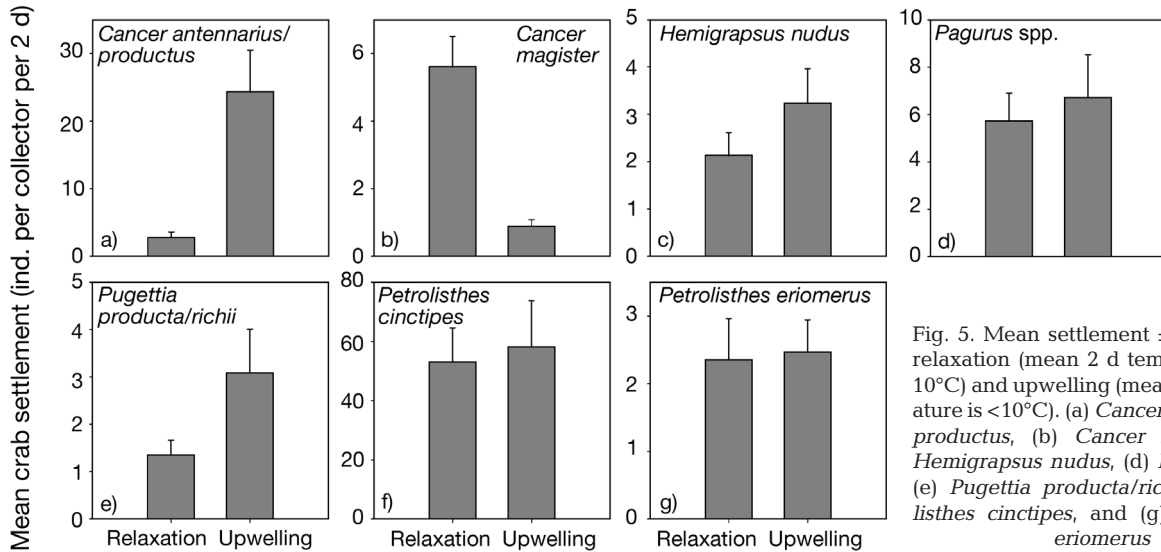 Mean crab settlement (ind. per collector per 2 d)
Cancer antennarius/
productus
30
20
10
0
a)
Cancer
magister
6
4
2
0
b)
Hemigrapsus nudus
5
4
3
2
1
0
c)
Pagurus spp.
10
8
6
4
2
0
d)
Pugettia
producta/richii
5
4
3
2
1
0
e)
Relaxation Upwelling
Petrolisthes
cinctipes
80
60
40
20
0
f)
Relaxation Upwelling
Petrolisthes eriomerus
3
2
1
0
g)
Relaxation Upwelling
Fig. 5. Mean settlement
relaxation (mean 2 d tem
10°C) and upwelling (mea
ature is <10°C). (a) Cancer
productus, (b) Cancer
Hemigrapsus nudus, (d)
(e) Pugettia producta/ric
listhes cinctipes, and (g)
eriomerus